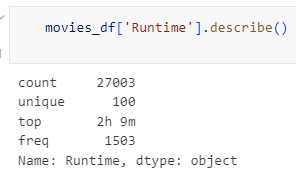 movies_df['Runtime'].describe()
count 27003
unique 100
top 2h 9m
freq 1503
Name: Runtime, dtype: object